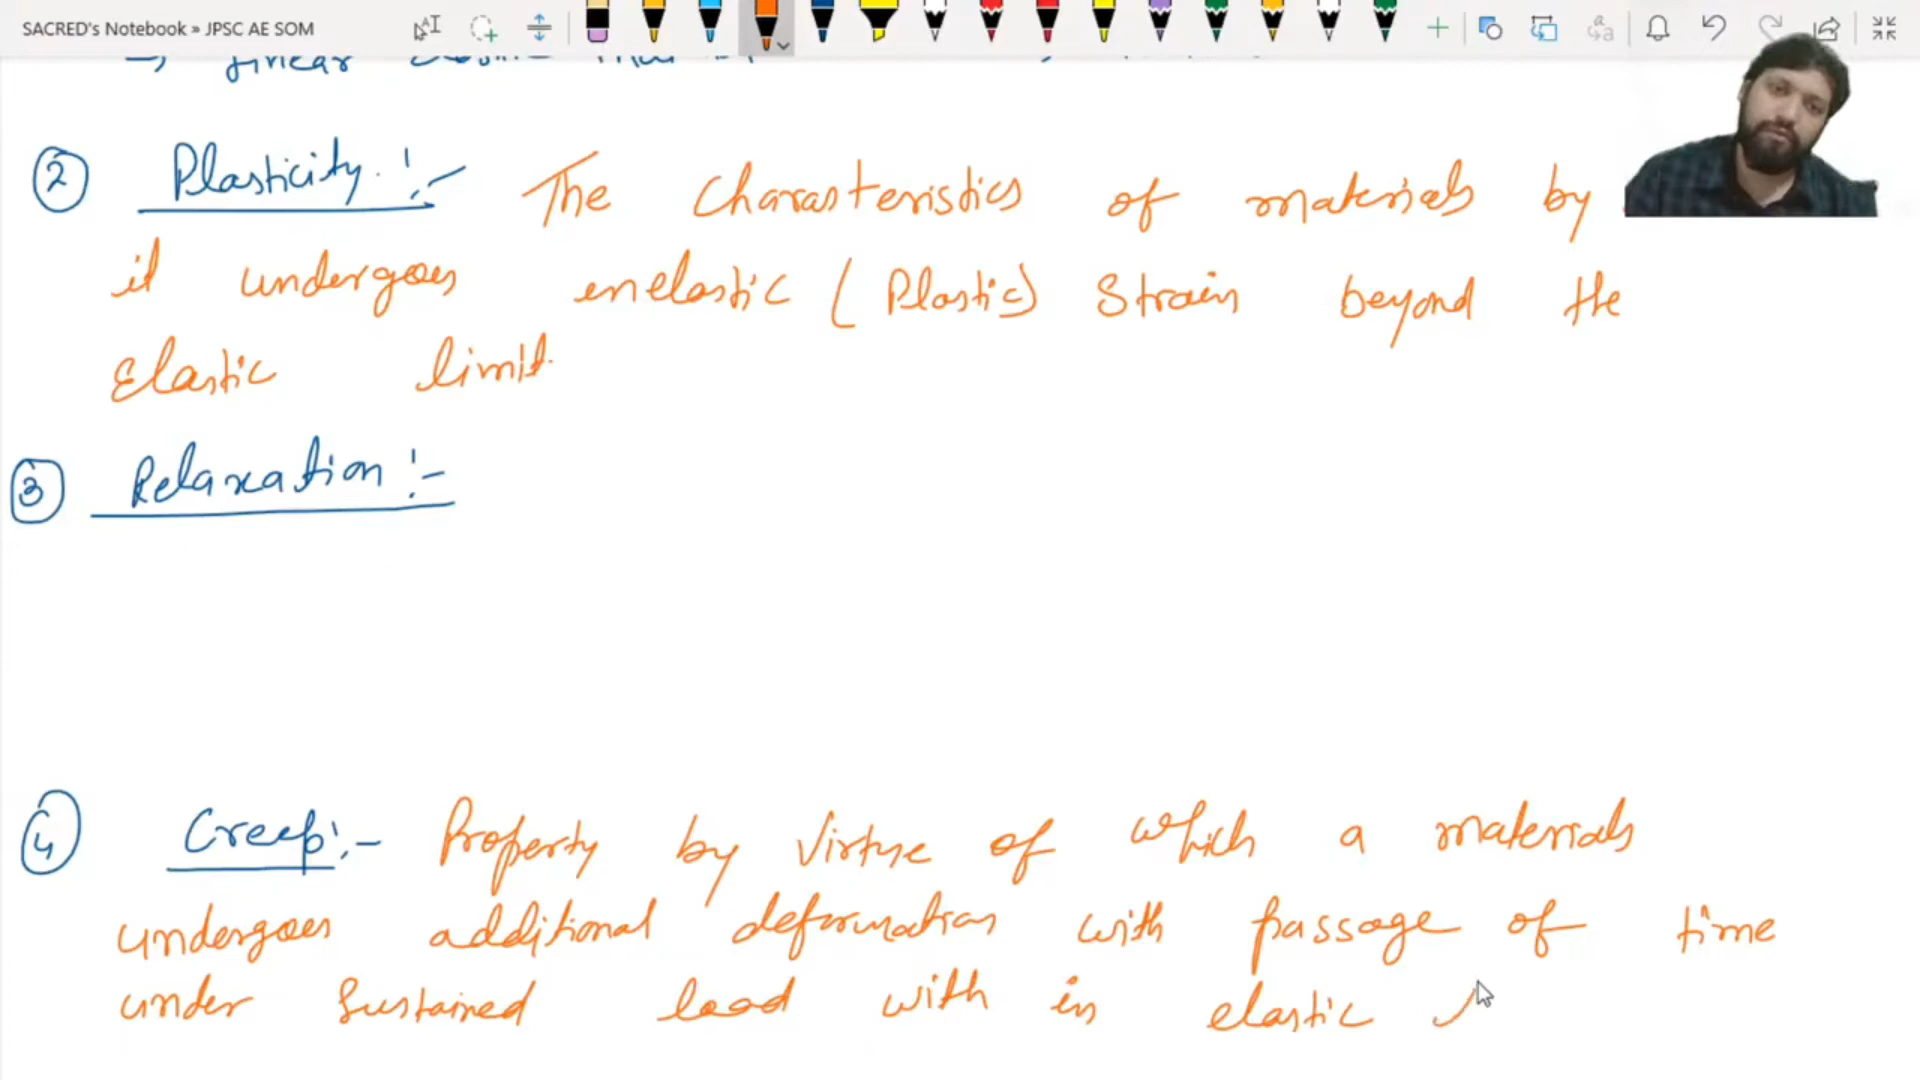 SACRED's Notebook » JPSC AE SOM
→ linear
② Plasticity :- The characteristics of materials by
it undergoes enelastic (Plastic) strain beyond the
Elastic limit.
③ Relaxation :-
④ Creep :- Property by virtue of which a materials
undergoes additional deformation with passage of time
under sustained load with in elastic